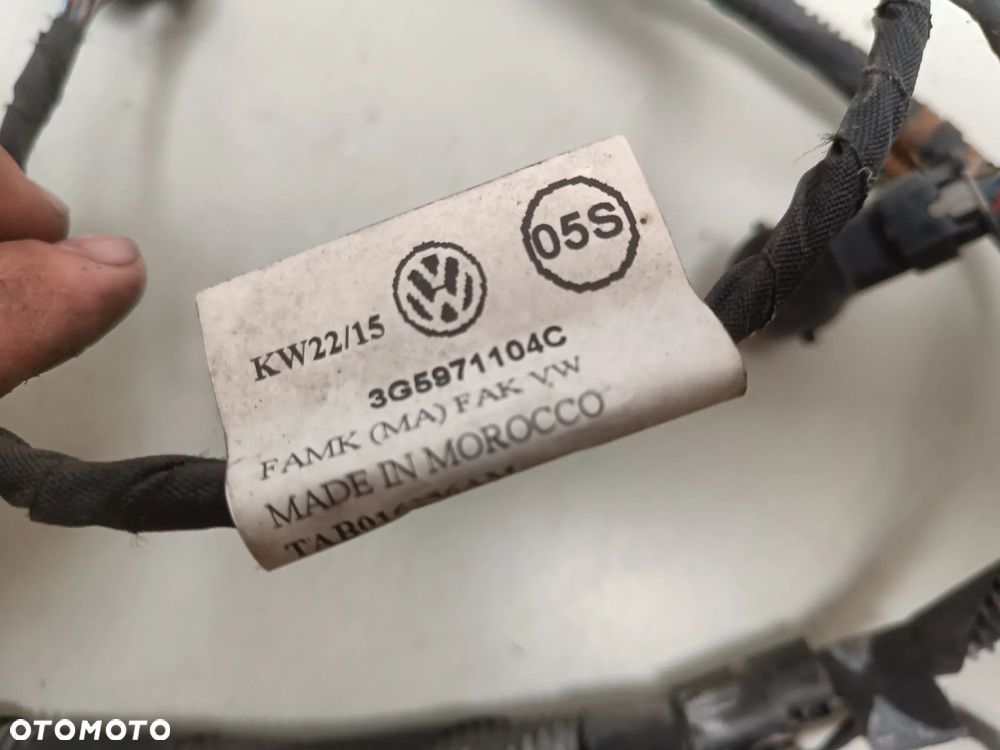 05S
KW22/15
3G5971104C
FAMK (MA) FAK VW
MADE IN MOROCCO
OTOMOTO